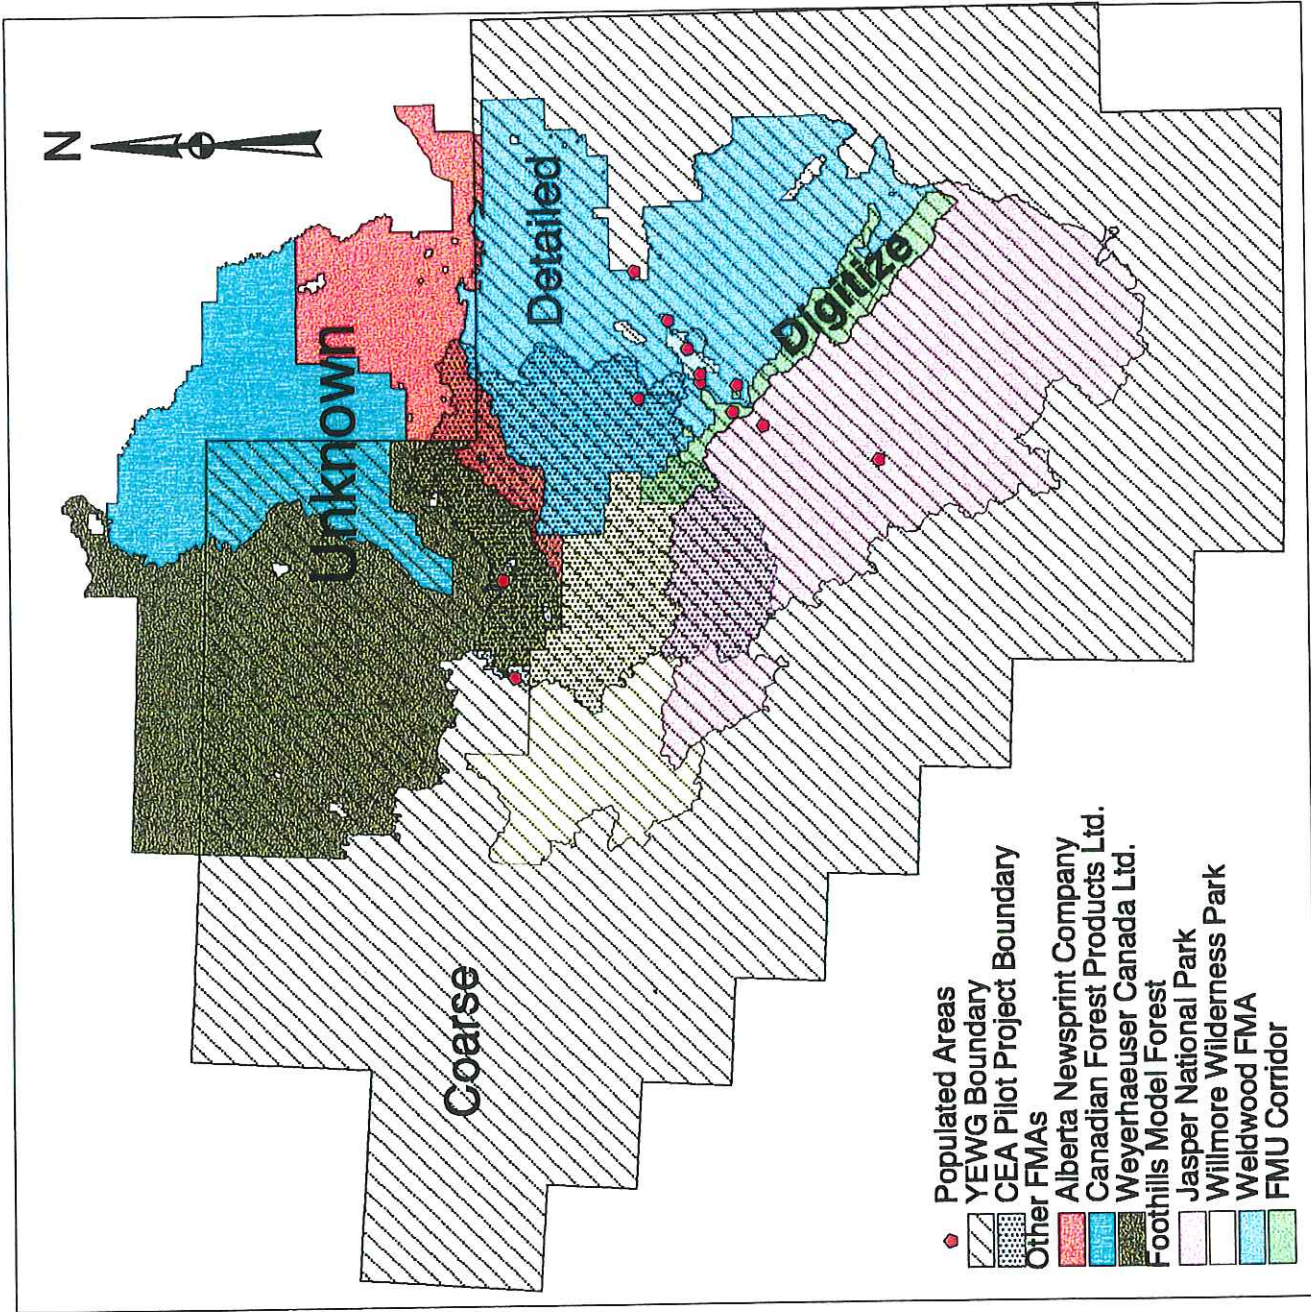 N
Unknown
Detailed
Digitize
Coarse
Populated Areas
YEWG Boundary
CEA Pilot Project Boundary
Other FMAs
Alberta Newsprint Company
Canadian Forest Products Ltd.
Weyerhaeuser Canada Ltd.
Foothills Model Forest
Jasper National Park
Willmore Wilderness Park
Weldwood FMA
FMU Corridor